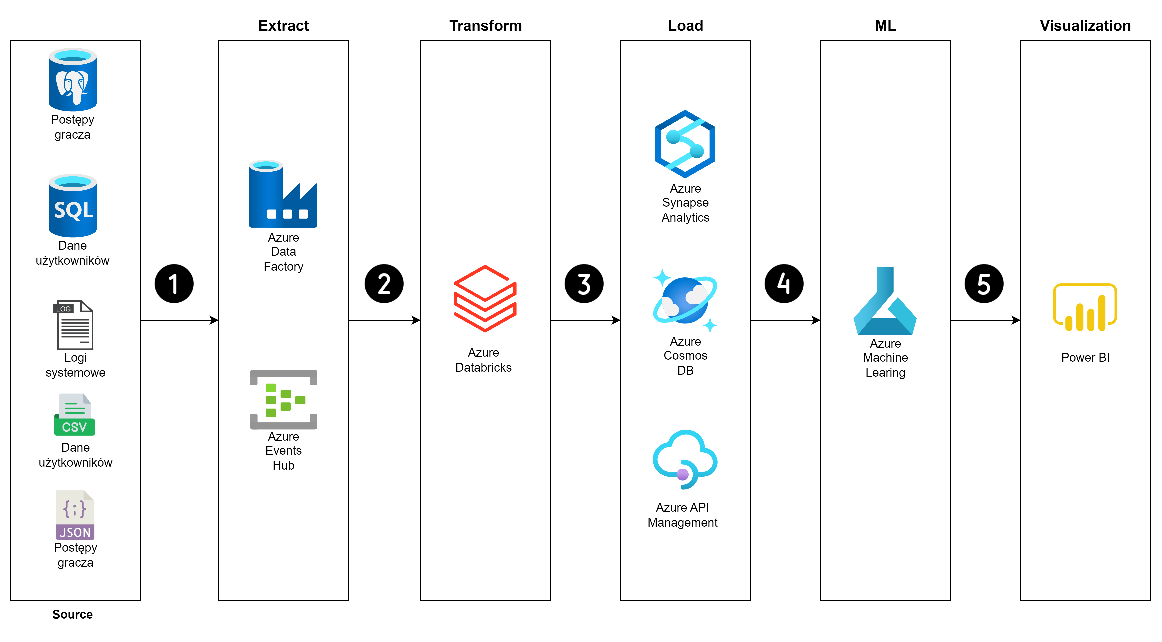 Extract
Transform
Load
ML
Visualization
Postępy
gracza
SQL
Dane
użytkowników
LOG
Logi
systemowe
CSV
Dane
użytkowników
{;}
JSON
Postępy
gracza
Source
1
Azure
Data
Factory
Azure
Events
Hub
2
Azure
Databricks
3
Azure
Synapse
Analytics
Azure
Cosmos
DB
Azure API
Management
4
Azure
Machine
Learing
5
Power BI